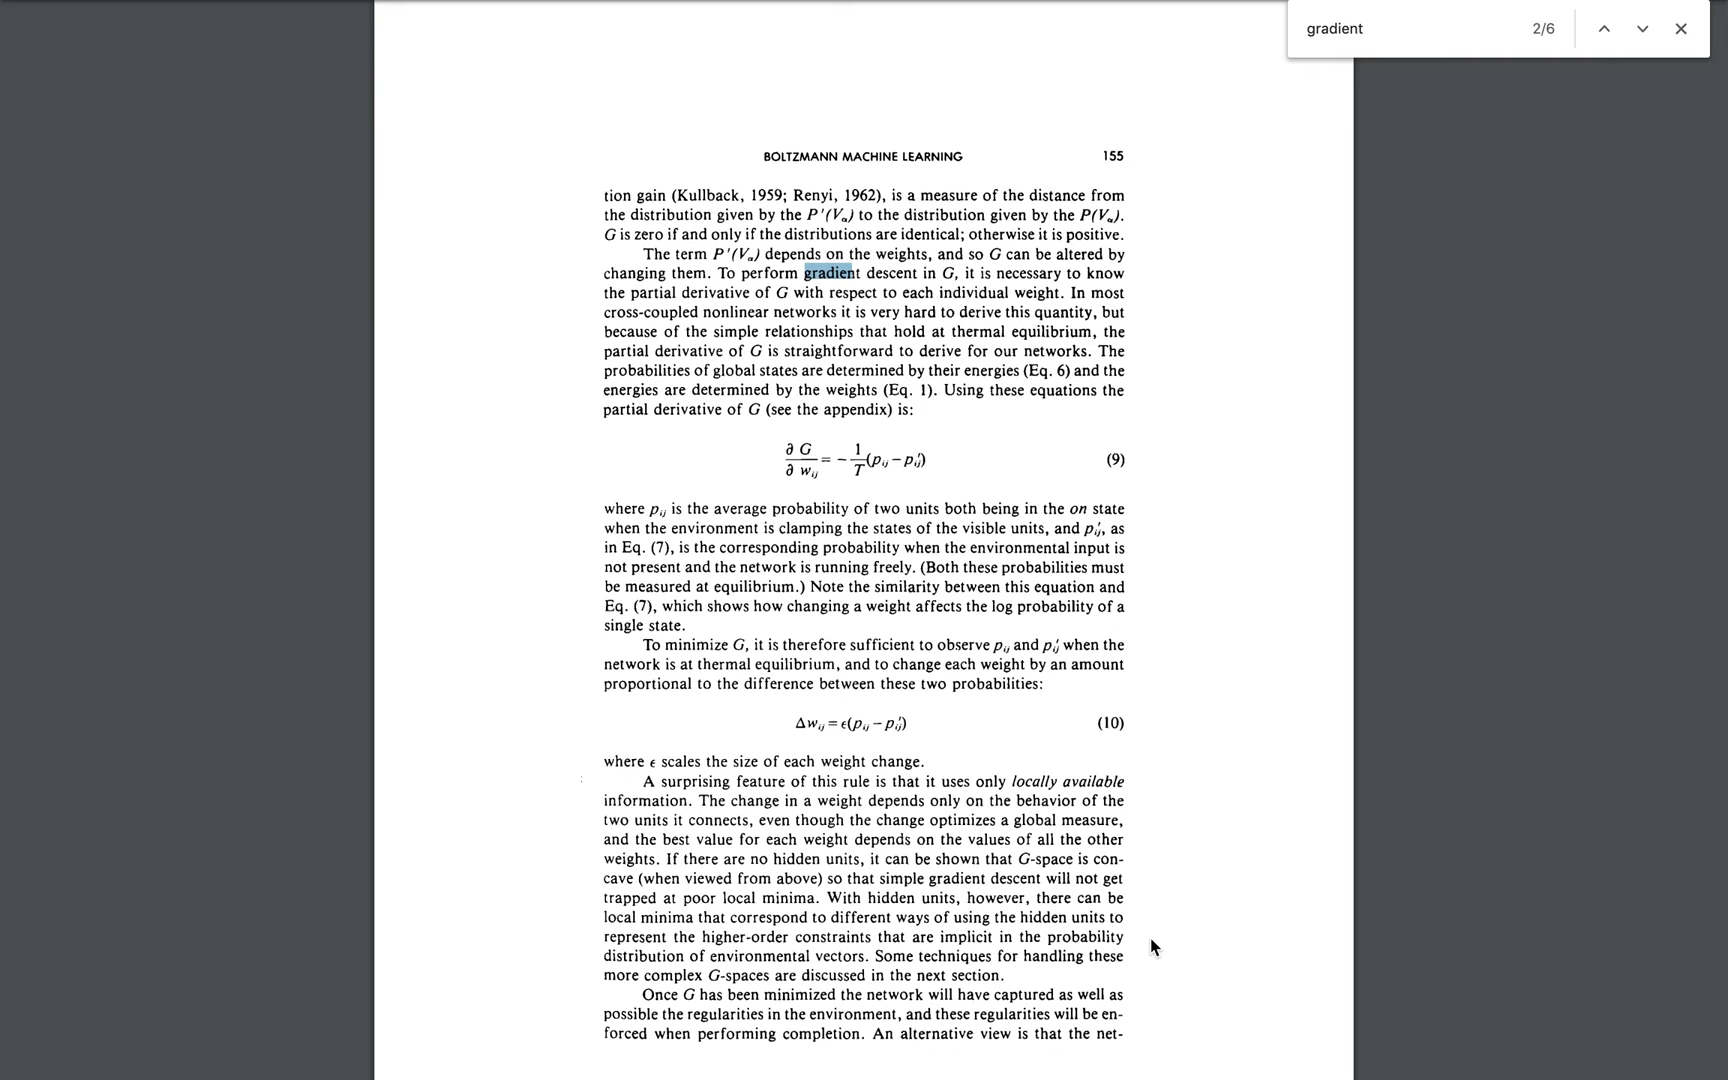 gradient 2/6
BOLTZMANN MACHINE LEARNING 155
tion gain (Kullback, 1959; Renyi, 1962), is a measure of the distance from
the distribution given by the P'(Vα) to the distribution given by the P(Vα).
G is zero if and only if the distributions are identical; otherwise it is positive.
The term P'(Vα) depends on the weights, and so G can be altered by
changing them. To perform gradient descent in G, it is necessary to know
the partial derivative of G with respect to each individual weight. In most
cross-coupled nonlinear networks it is very hard to derive this quantity, but
because of the simple relationships that hold at thermal equilibrium, the
partial derivative of G is straightforward to derive for our networks. The
probabilities of global states are determined by their energies (Eq. 6) and the
energies are determined by the weights (Eq. 1). Using these equations the
partial derivative of G (see the appendix) is:
∂G/∂wij = −1/T(pij − p'ij) (9)
where pij is the average probability of two units both being in the on state
when the environment is clamping the states of the visible units, and p'ij, as
in Eq. (7), is the corresponding probability when the environmental input is
not present and the network is running freely. (Both these probabilities must
be measured at equilibrium.) Note the similarity between this equation and
Eq. (7), which shows how changing a weight affects the log probability of a
single state.
To minimize G, it is therefore sufficient to observe pij and p'ij when the
network is at thermal equilibrium, and to change each weight by an amount
proportional to the difference between these two probabilities:
Δwij = ϵ(pij − p'ij) (10)
where ϵ scales the size of each weight change.
A surprising feature of this rule is that it uses only locally available
information. The change in a weight depends only on the behavior of the
two units it connects, even though the change optimizes a global measure,
and the best value for each weight depends on the values of all the other
weights. If there are no hidden units, it can be shown that G-space is con-
cave (when viewed from above) so that simple gradient descent will not get
trapped at poor local minima. With hidden units, however, there can be
local minima that correspond to different ways of using the hidden units to
represent the higher-order constraints that are implicit in the probability
distribution of environmental vectors. Some techniques for handling these
more complex G-spaces are discussed in the next section.
Once G has been minimized the network will have captured as well as
possible the regularities in the environment, and these regularities will be en-
forced when performing completion. An alternative view is that the net-